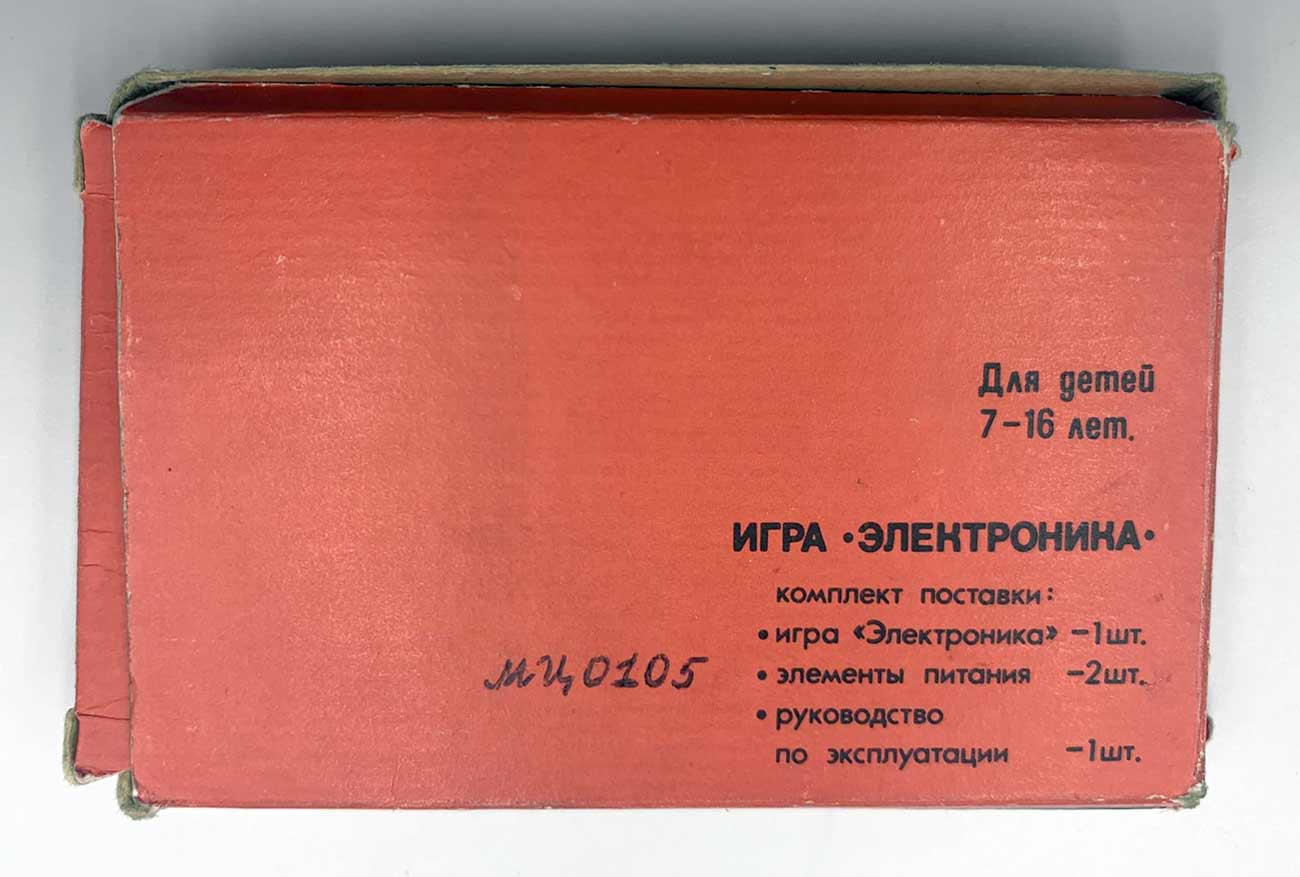 Для детей
7-16 лет.
ИГРА •ЭЛЕКТРОНИКА•
комплект поставки:
• игра «Электроника» -1шт.
• элементы питания -2шт.
• руководство
по эксплуатации -1шт.
мц0105